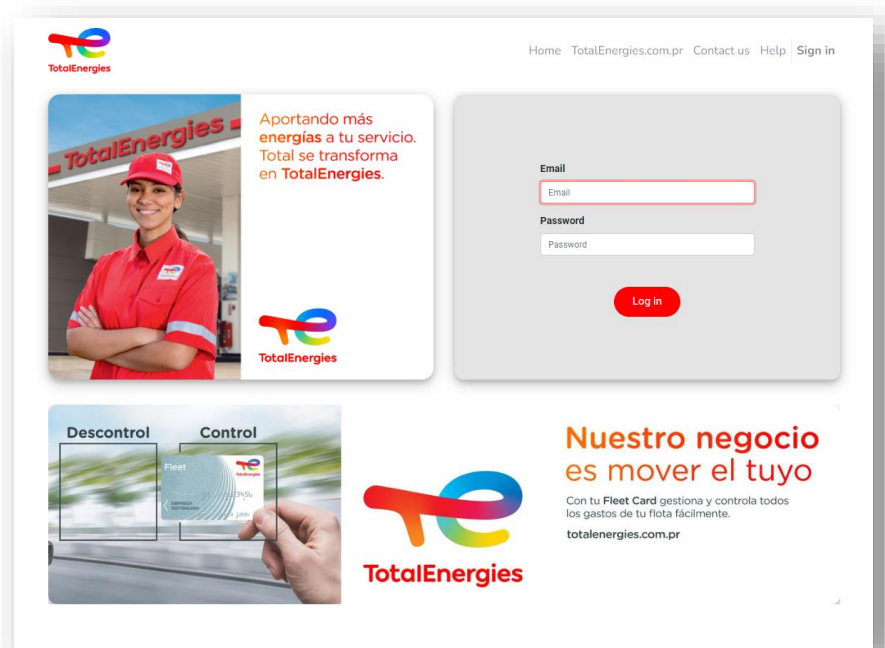 TotalEnergies
Home TotalEnergies.com.pr Contact us Help Sign in
TotalEnergies
Aportando más
energías a tu servicio.
Total se transforma
en TotalEnergies.
TotalEnergies
Email
Email
Password
Password
Log in
Descontrol Control
Fleet
TotalEnergies
EMPRESA
Nuestro negocio
es mover el tuyo
Con tu Fleet Card gestiona y controla todos
los gastos de tu flota fácilmente.
totalenergies.com.pr
TotalEnergies